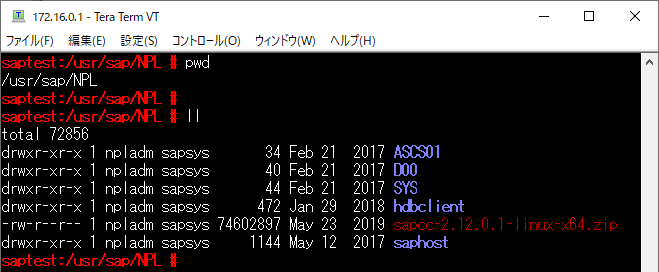 172.16.0.1 - Tera Term VT
ファイル(F) 編集(E) 設定(S) コントロール(O) ウィンドウ(W) ヘルプ(H)
saptest:/usr/sap/NPL # pwd
/usr/sap/NPL
saptest:/usr/sap/NPL #
saptest:/usr/sap/NPL # ll
total 72856
drwxr-xr-x 1 npladm sapsys 34 Feb 21 2017 ASCS01
drwxr-xr-x 1 npladm sapsys 40 Feb 21 2017 D00
drwxr-xr-x 1 npladm sapsys 44 Feb 21 2017 SYS
drwxr-xr-x 1 npladm sapsys 472 Jan 29 2018 hdbclient
-rw-r--r-- 1 npladm sapsys 74602897 May 23 2019 sapcc-2.12.0.1-linux-x64.zip
drwxr-xr-x 1 npladm sapsys 1144 May 12 2017 saphost
saptest:/usr/sap/NPL #